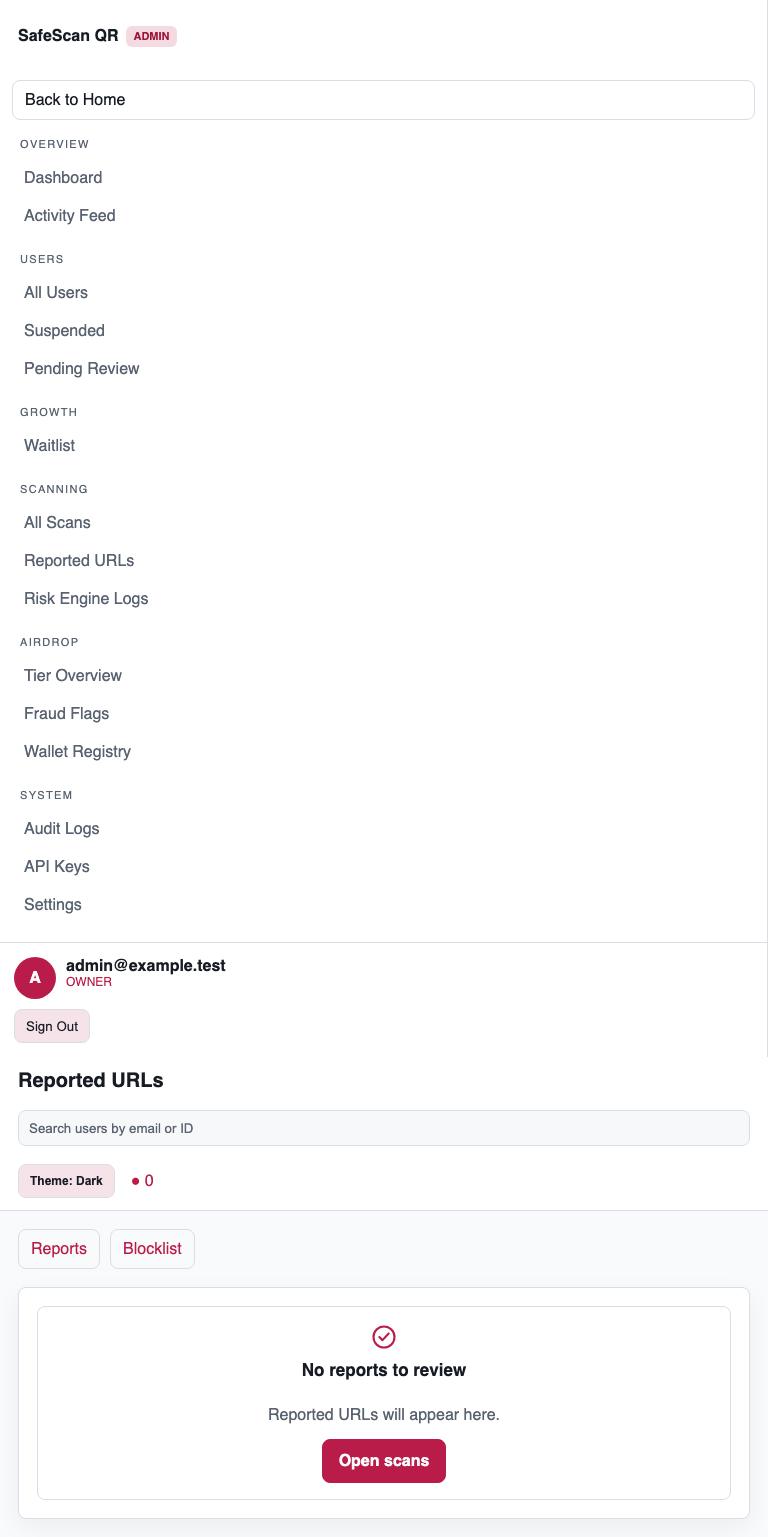 SafeScan QR ADMIN
Back to Home
OVERVIEW
Dashboard
Activity Feed
USERS
All Users
Suspended
Pending Review
GROWTH
Waitlist
SCANNING
All Scans
Reported URLs
Risk Engine Logs
AIRDROP
Tier Overview
Fraud Flags
Wallet Registry
SYSTEM
Audit Logs
API Keys
Settings
A
admin@example.test
OWNER
Sign Out
Reported URLs
Search users by email or ID
Theme: Dark 0
Reports Blocklist
No reports to review
Reported URLs will appear here.
Open scans